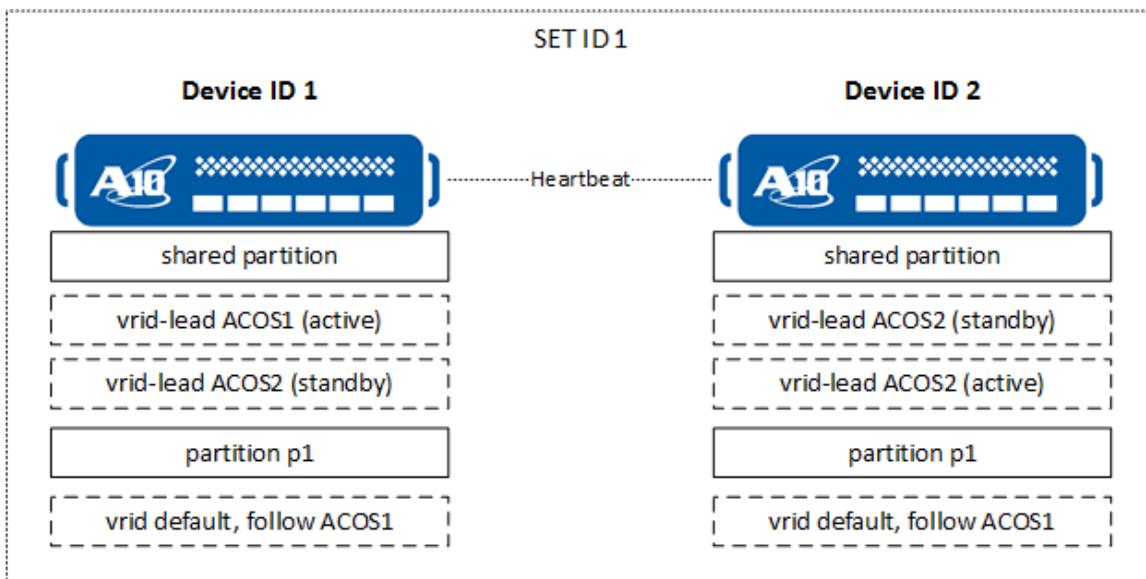 SET ID 1
Device ID 1
Device ID 2
A10
Heartbeat
A10
shared partition
shared partition
vrid-lead ACOS1 (active)
vrid-lead ACOS2 (standby)
vrid-lead ACOS2 (standby)
vrid-lead ACOS2 (active)
partition p1
partition p1
vrid default, follow ACOS1
vrid default, follow ACOS1